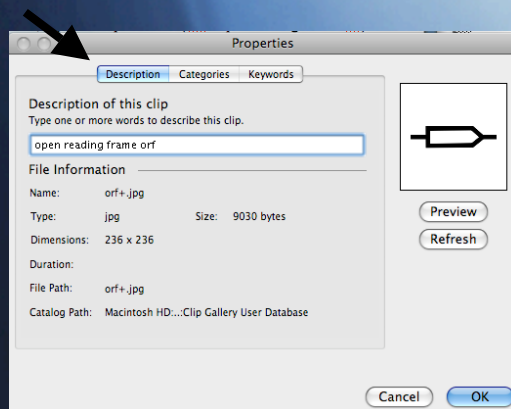 Properties
Description Categories Keywords
Description of this clip
Type one or more words to describe this clip.
open reading frame orf
File Information
Name: orf+.jpg
Type: jpg Size: 9030 bytes
Dimensions: 236 x 236
Duration:
File Path: orf+.jpg
Catalog Path: Macintosh HD:...:Clip Gallery User Database
Preview
Refresh
Cancel OK